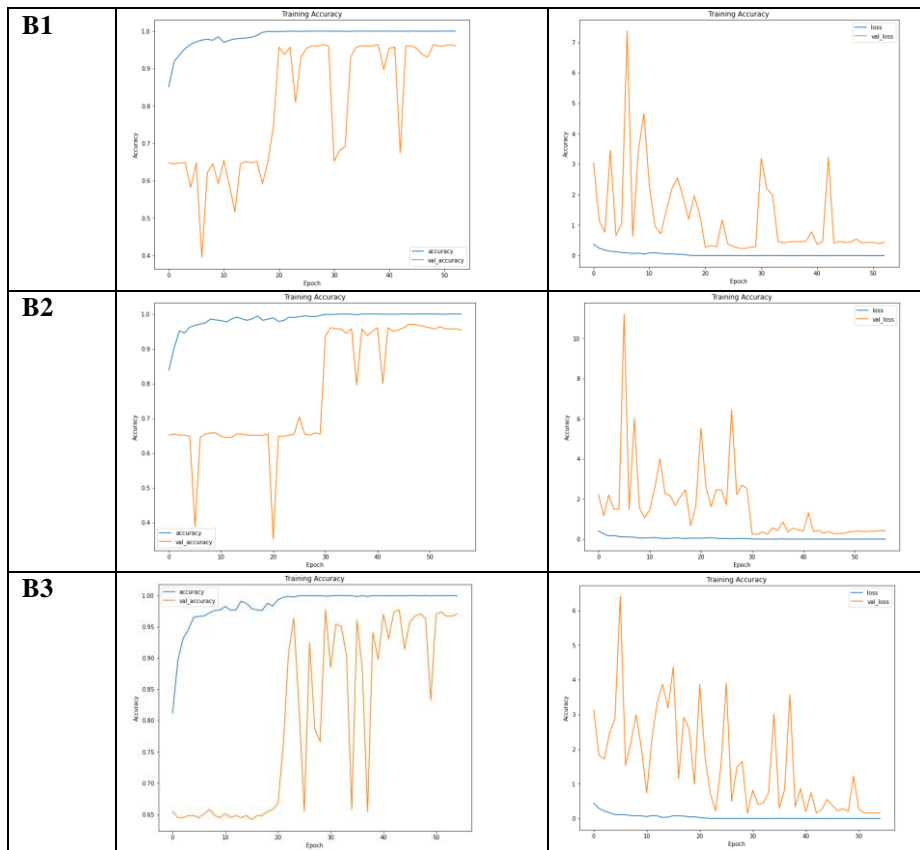 B1
Training Accuracy
1.0
0.9
0.8
0.7
0.6
0.5
0.4
Accuracy
0 10 20 30 40 50
Epoch
accuracy
val_accuracy
Training Accuracy
loss
val_loss
7
6
5
4
3
2
1
0
Accuracy
0 10 20 30 40 50
Epoch
B2
Training Accuracy
1.0
0.9
0.8
0.7
0.6
0.5
0.4
Accuracy
accuracy
val_accuracy
0 10 20 30 40 50
Epoch
Training Accuracy
loss
val_loss
10
8
6
4
2
0
Accuracy
0 10 20 30 40 50
Epoch
B3
Training Accuracy
accuracy
val_accuracy
1.00
0.95
0.90
0.85
0.80
0.75
0.70
0.65
Accuracy
0 10 20 30 40 50
Epoch
Training Accuracy
loss
val_loss
6
5
4
3
2
1
0
Accuracy
0 10 20 30 40 50
Epoch